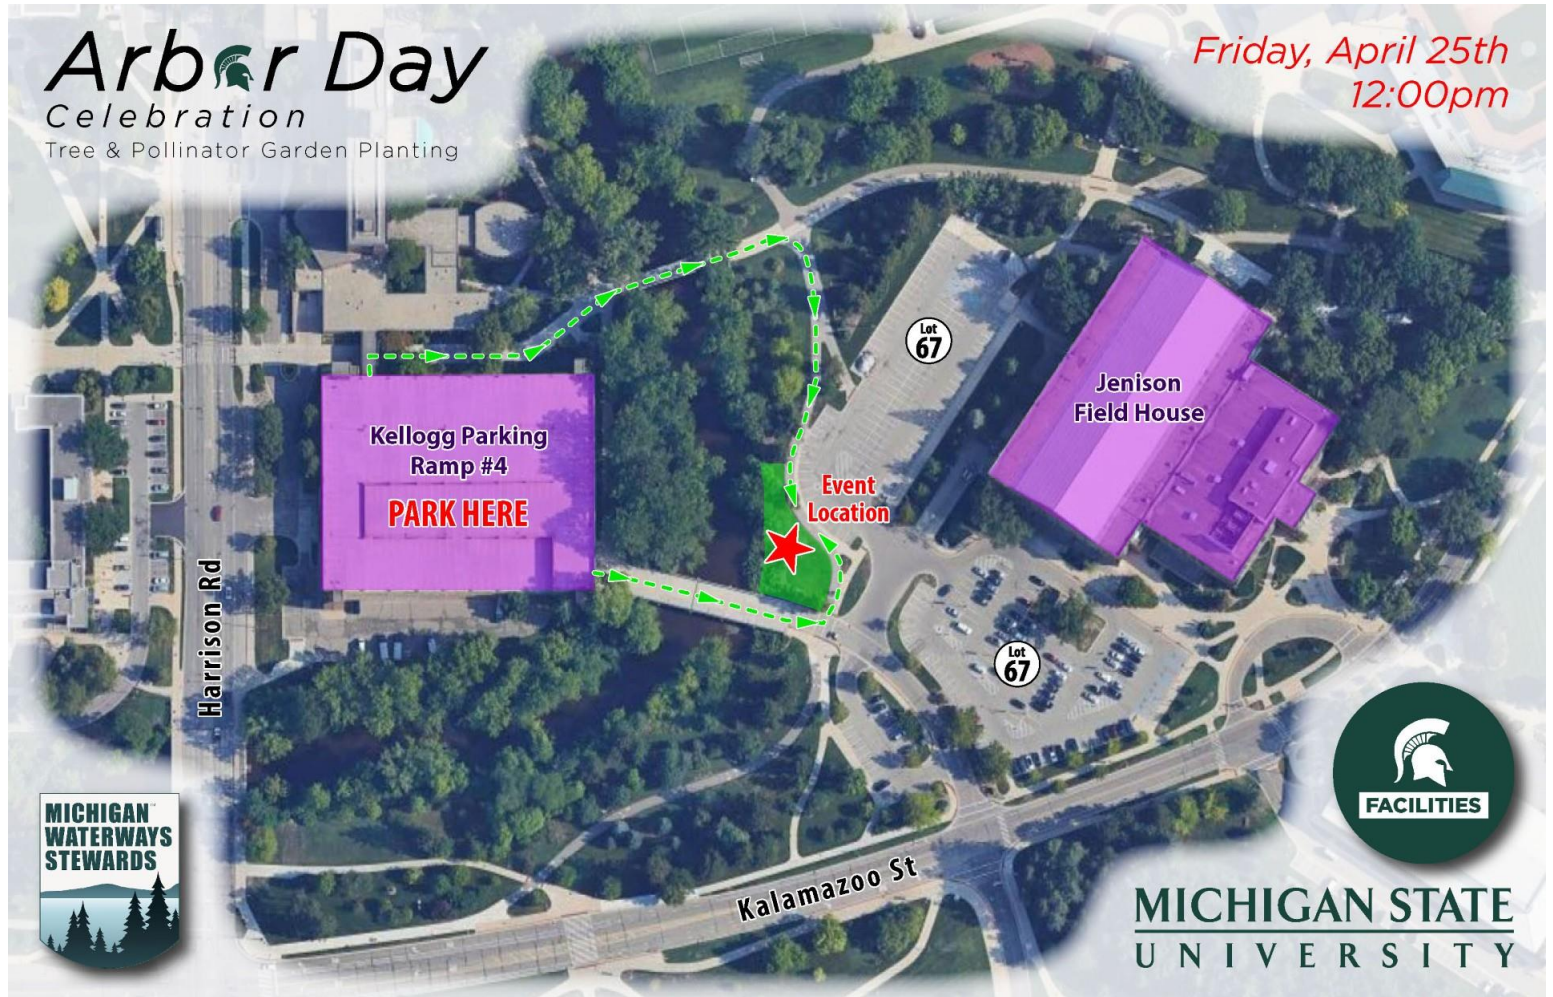 Arbor Day
Celebration
Tree & Pollinator Garden Planting
Friday, April 25th
12:00pm
Lot
67
Jenison
Field House
Kellogg Parking
Ramp #4
PARK HERE
Event
Location
Harrison Rd
Lot
67
Kalamazoo St
MICHIGAN™
WATERWAYS
STEWARDS
FACILITIES
MICHIGAN STATE
UNIVERSITY